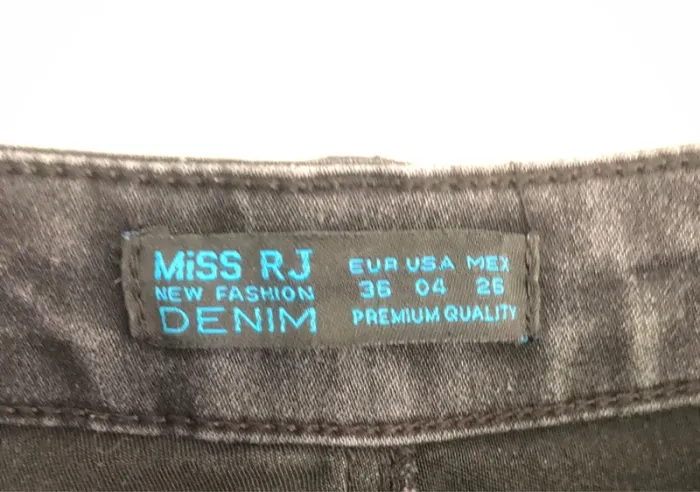 MiSS RJ
NEW FASHION
DENIM
EUR USA MEX
36 04 26
PREMIUM QUALITY